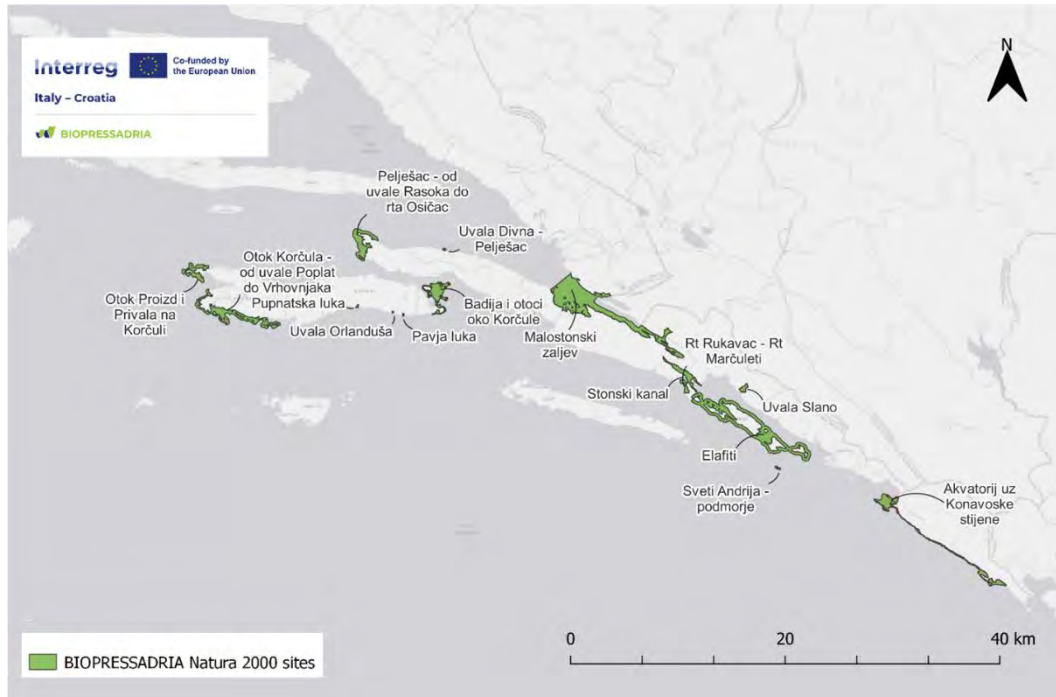 Interreg
Co-funded by
the European Union
Italy – Croatia
BIOPRESSADRIA
N
Pelješac - od
uvale Rasoka do
rta Osičac
Uvala Divna -
Pelješac
Otok Korčula -
od uvale Poplat
do Vrhovnjaka
Pupnatska luka
Otok Proizd i
Privala na
Korčuli
Uvala Orlanduša
Pavja luka
Badija i otoci
oko Korčule
Malostonski
zaljev
Rt Rukavac - Rt
Marčuleti
Stonski kanal
Uvala Slano
Elafiti
Sveti Andrija -
podmorje
Akvatorij uz
Konavoske
stijene
BIOPRESSADRIA Natura 2000 sites
0 20 40 km